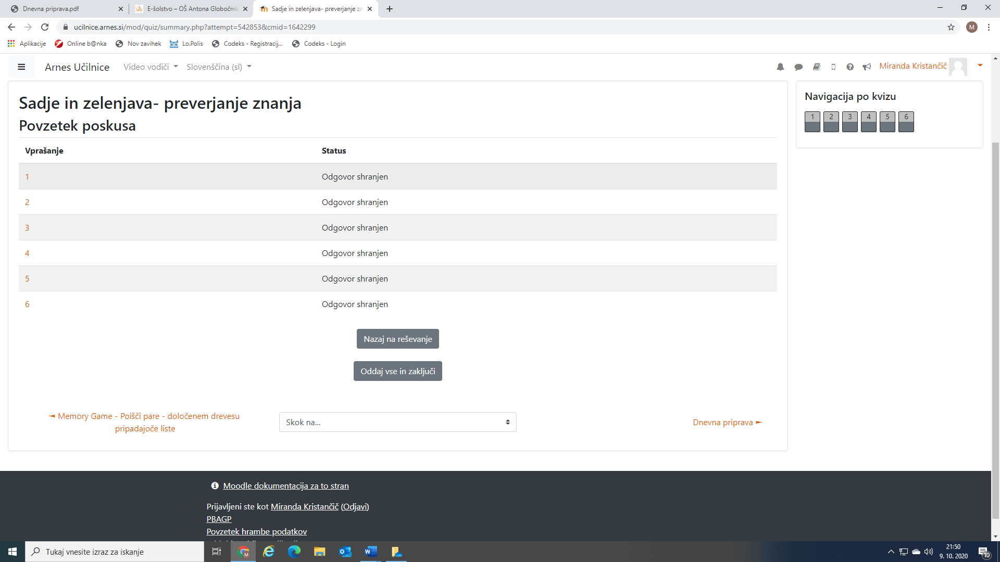 Dnevna priprava.pdf
E-šolstvo – OŠ Antona Globočnik
Sadje in zelenjava- preverjanje zn
ucilnice.arnes.si/mod/quiz/summary.php?attempt=542853&cmid=1642299
M
Aplikacije Online b@nka Nov zavihek Lo.Polis Codeks - Registracij... Codeks - Login
Arnes Učilnice Video vodiči Slovenščina (sl) Miranda Kristančič
Sadje in zelenjava- preverjanje znanja
Povzetek poskusa
Vprašanje Status
1 Odgovor shranjen
2 Odgovor shranjen
3 Odgovor shranjen
4 Odgovor shranjen
5 Odgovor shranjen
6 Odgovor shranjen
Nazaj na reševanje
Oddaj vse in zaključi
◄ Memory Game - Poišči pare - določenem drevesu
pripadajoče liste
Skok na...
Dnevna priprava ►
Navigacija po kvizu
1 2 3 4 5 6
Moodle dokumentacija za to stran
Prijavljeni ste kot Miranda Kristančič (Odjavi)
PBAGP
Povzetek hrambe podatkov
Tukaj vnesite izraz za iskanje
21:50
9. 10. 2020
10